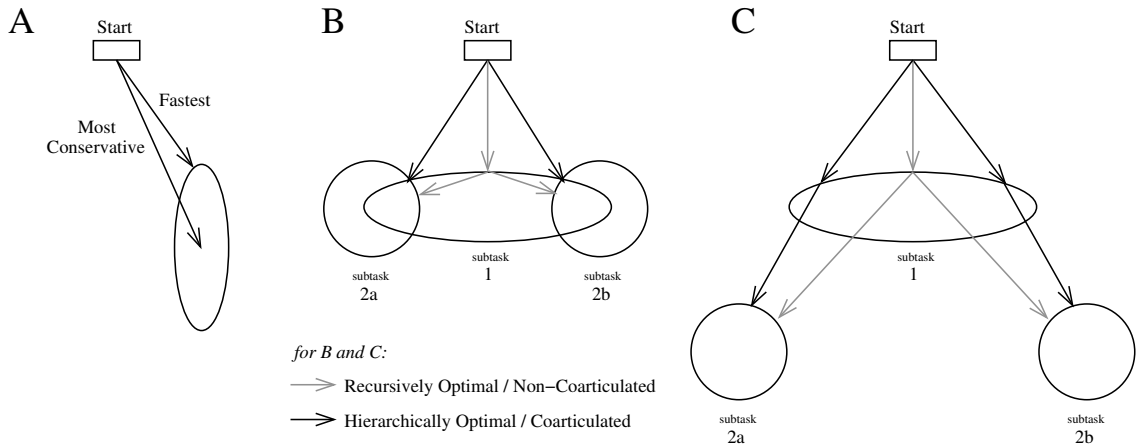 A
Start
Fastest
Most
Conservative
B
Start
subtask
2a
subtask
1
subtask
2b
C
Start
subtask
1
subtask
2a
subtask
2b
for B and C:
Recursively Optimal / Non−Coarticulated
Hierarchically Optimal / Coarticulated